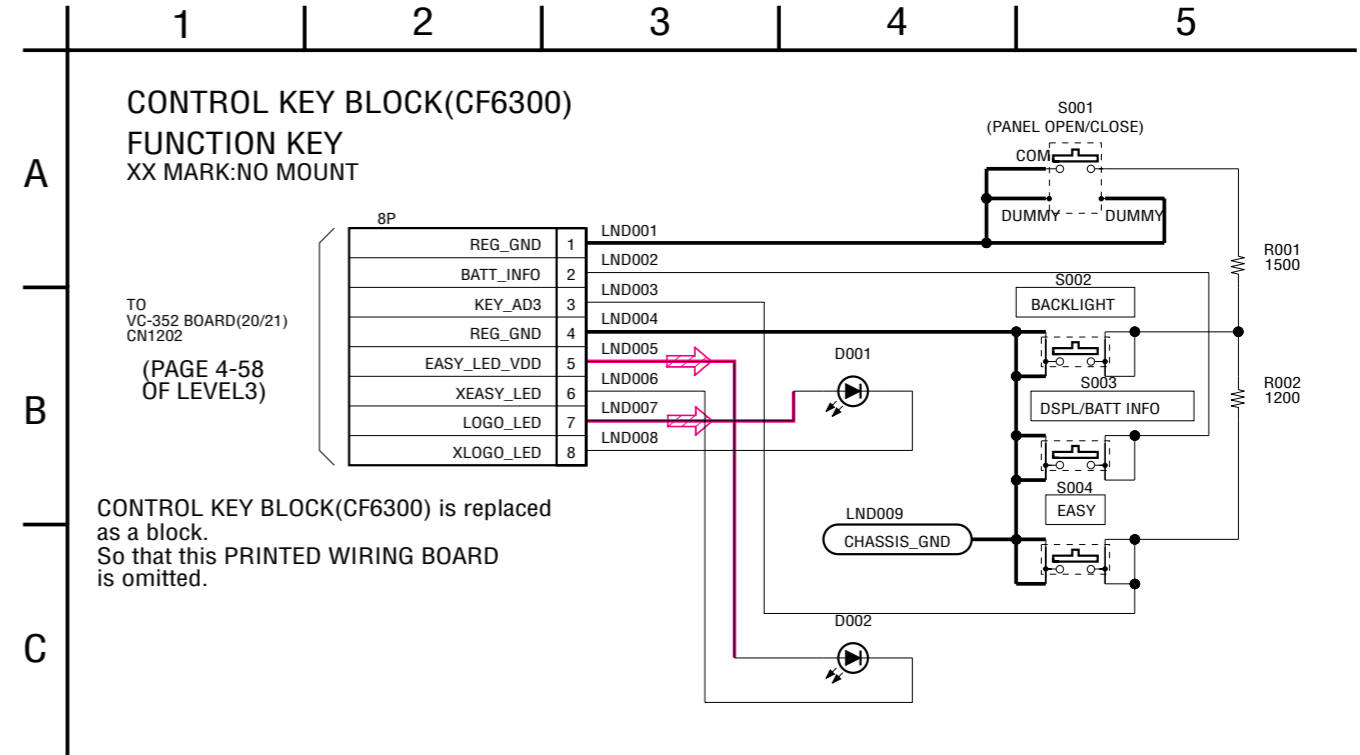 1 2 3 4 5
A
B
C
CONTROL KEY BLOCK(CF6300)
FUNCTION KEY
XX MARK:NO MOUNT
S001
(PANEL OPEN/CLOSE)
COM
DUMMY DUMMY
R001
1500
8P
REG_GND 1 LND001
BATT_INFO 2 LND002
KEY_AD3 3 LND003
REG_GND 4 LND004
EASY_LED_VDD 5 LND005
XEASY_LED 6 LND006
LOGO_LED 7 LND007
XLOGO_LED 8 LND008
TO
VC-352 BOARD(20/21)
CN1202
(PAGE 4-58
OF LEVEL3)
S002
BACKLIGHT
D001
S003
DSPL/BATT INFO
R002
1200
S004
EASY
LND009
CHASSIS_GND
CONTROL KEY BLOCK(CF6300) is replaced
as a block.
So that this PRINTED WIRING BOARD
is omitted.
D002